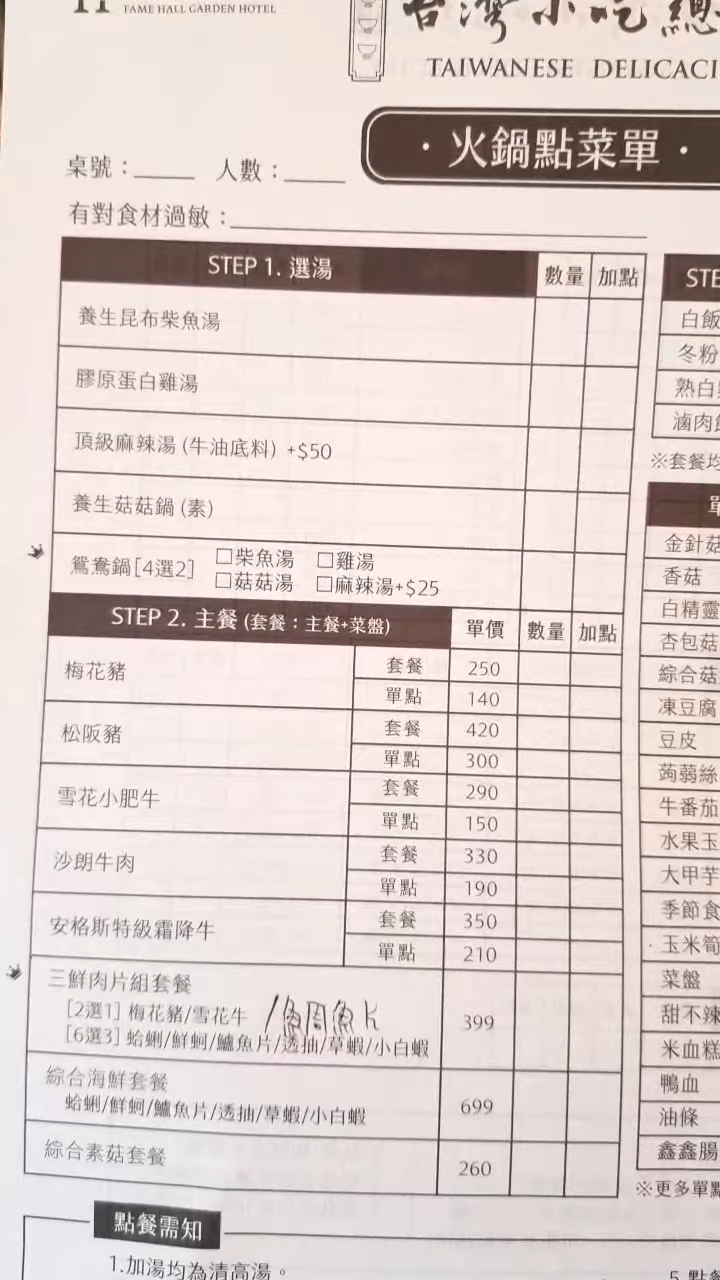 FAME HALL GARDEN HOTEL
台灣小吃總
TAIWANESE DELICACI
·火鍋點菜單·
桌號：____ 人數：____
有對食材過敏：
STEP 1. 選湯 數量 加點
養生昆布柴魚湯
膠原蛋白雞湯
頂級麻辣湯 (牛油底料) +$50
養生菇菇鍋 (素)
鴛鴦鍋[4選2] □柴魚湯 □雞湯
□菇菇湯 □麻辣湯+$25
STEP 2. 主餐 (套餐：主餐+菜盤) 單價 數量 加點
梅花豬 套餐 250
單點 140
松阪豬 套餐 420
單點 300
雪花小肥牛 套餐 290
單點 150
沙朗牛肉 套餐 330
單點 190
安格斯特級霜降牛 套餐 350
單點 210
三鮮肉片組套餐 399
[2選1] 梅花豬/雪花牛 /鯛魚片
[6選3] 蛤蜊/鮮蚵/鱸魚片/透抽/草蝦/小白蝦
綜合海鮮套餐 699
蛤蜊/鮮蚵/鱸魚片/透抽/草蝦/小白蝦
綜合素菇套餐 260
點餐需知
1.加湯均為清高湯。
STE
白飯
冬粉
熟白
滷肉
※套餐均
金針菇
香菇
白精靈
杏包菇
綜合菇
凍豆腐
豆皮
蒟蒻絲
牛番茄
水果玉
大甲芋
季節食
玉米筍
菜盤
甜不辣
米血糕
鴨血
油條
鑫鑫腸
※更多單點
5.點餐